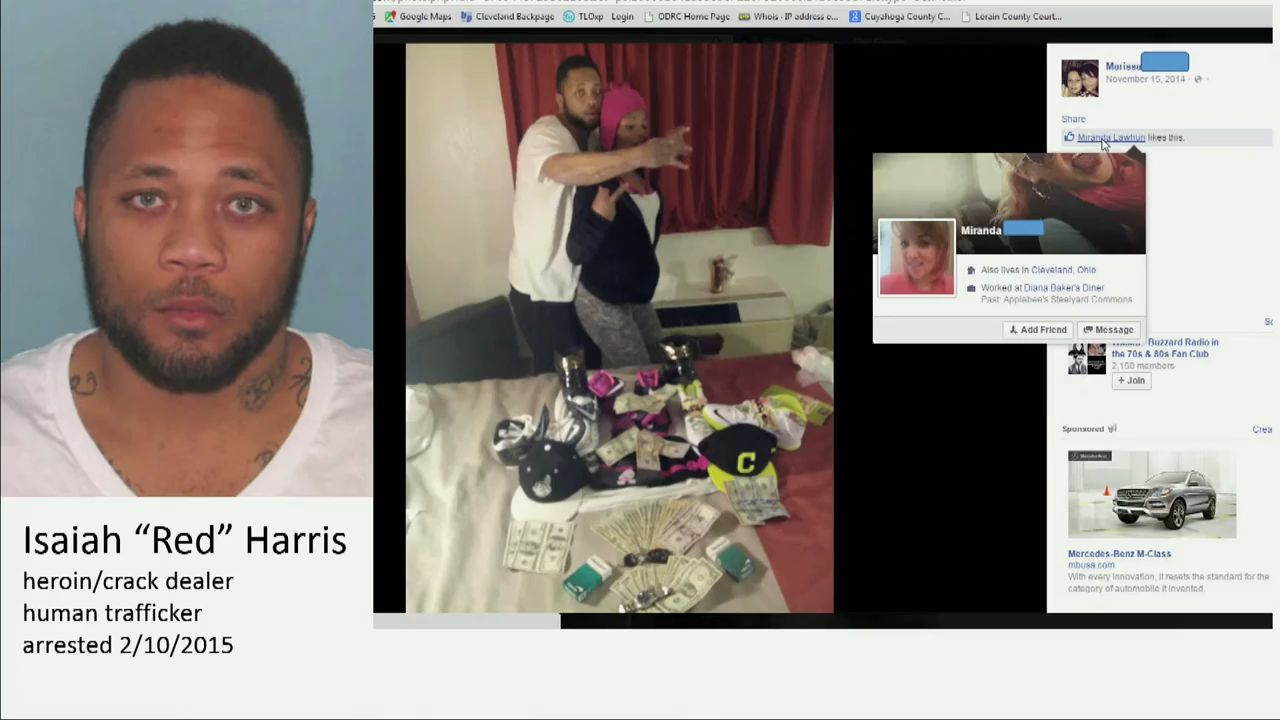 Google Maps
Cleveland Backpage
TLOxp
Login
ODRC Home Page
Whois - IP address o...
Cuyahoga County C...
Lorain County Court...
Marissa
November 15, 2014
Share
Miranda Lawhun likes this.
Miranda
Also lives in Cleveland, Ohio
Worked at Diana Baker's Diner
Past: Applebee's Steelyard Commons
Add Friend
Message
Buzzard Radio in
the 70s & 80s Fan Club
2,150 members
+ Join
Sponsored
Crea
Mercedes-Benz M-Class
mbusa.com
With every innovation, it resets the standard for the
category of automobile it invented.
C
Isaiah “Red” Harris
heroin/crack dealer
human trafficker
arrested 2/10/2015